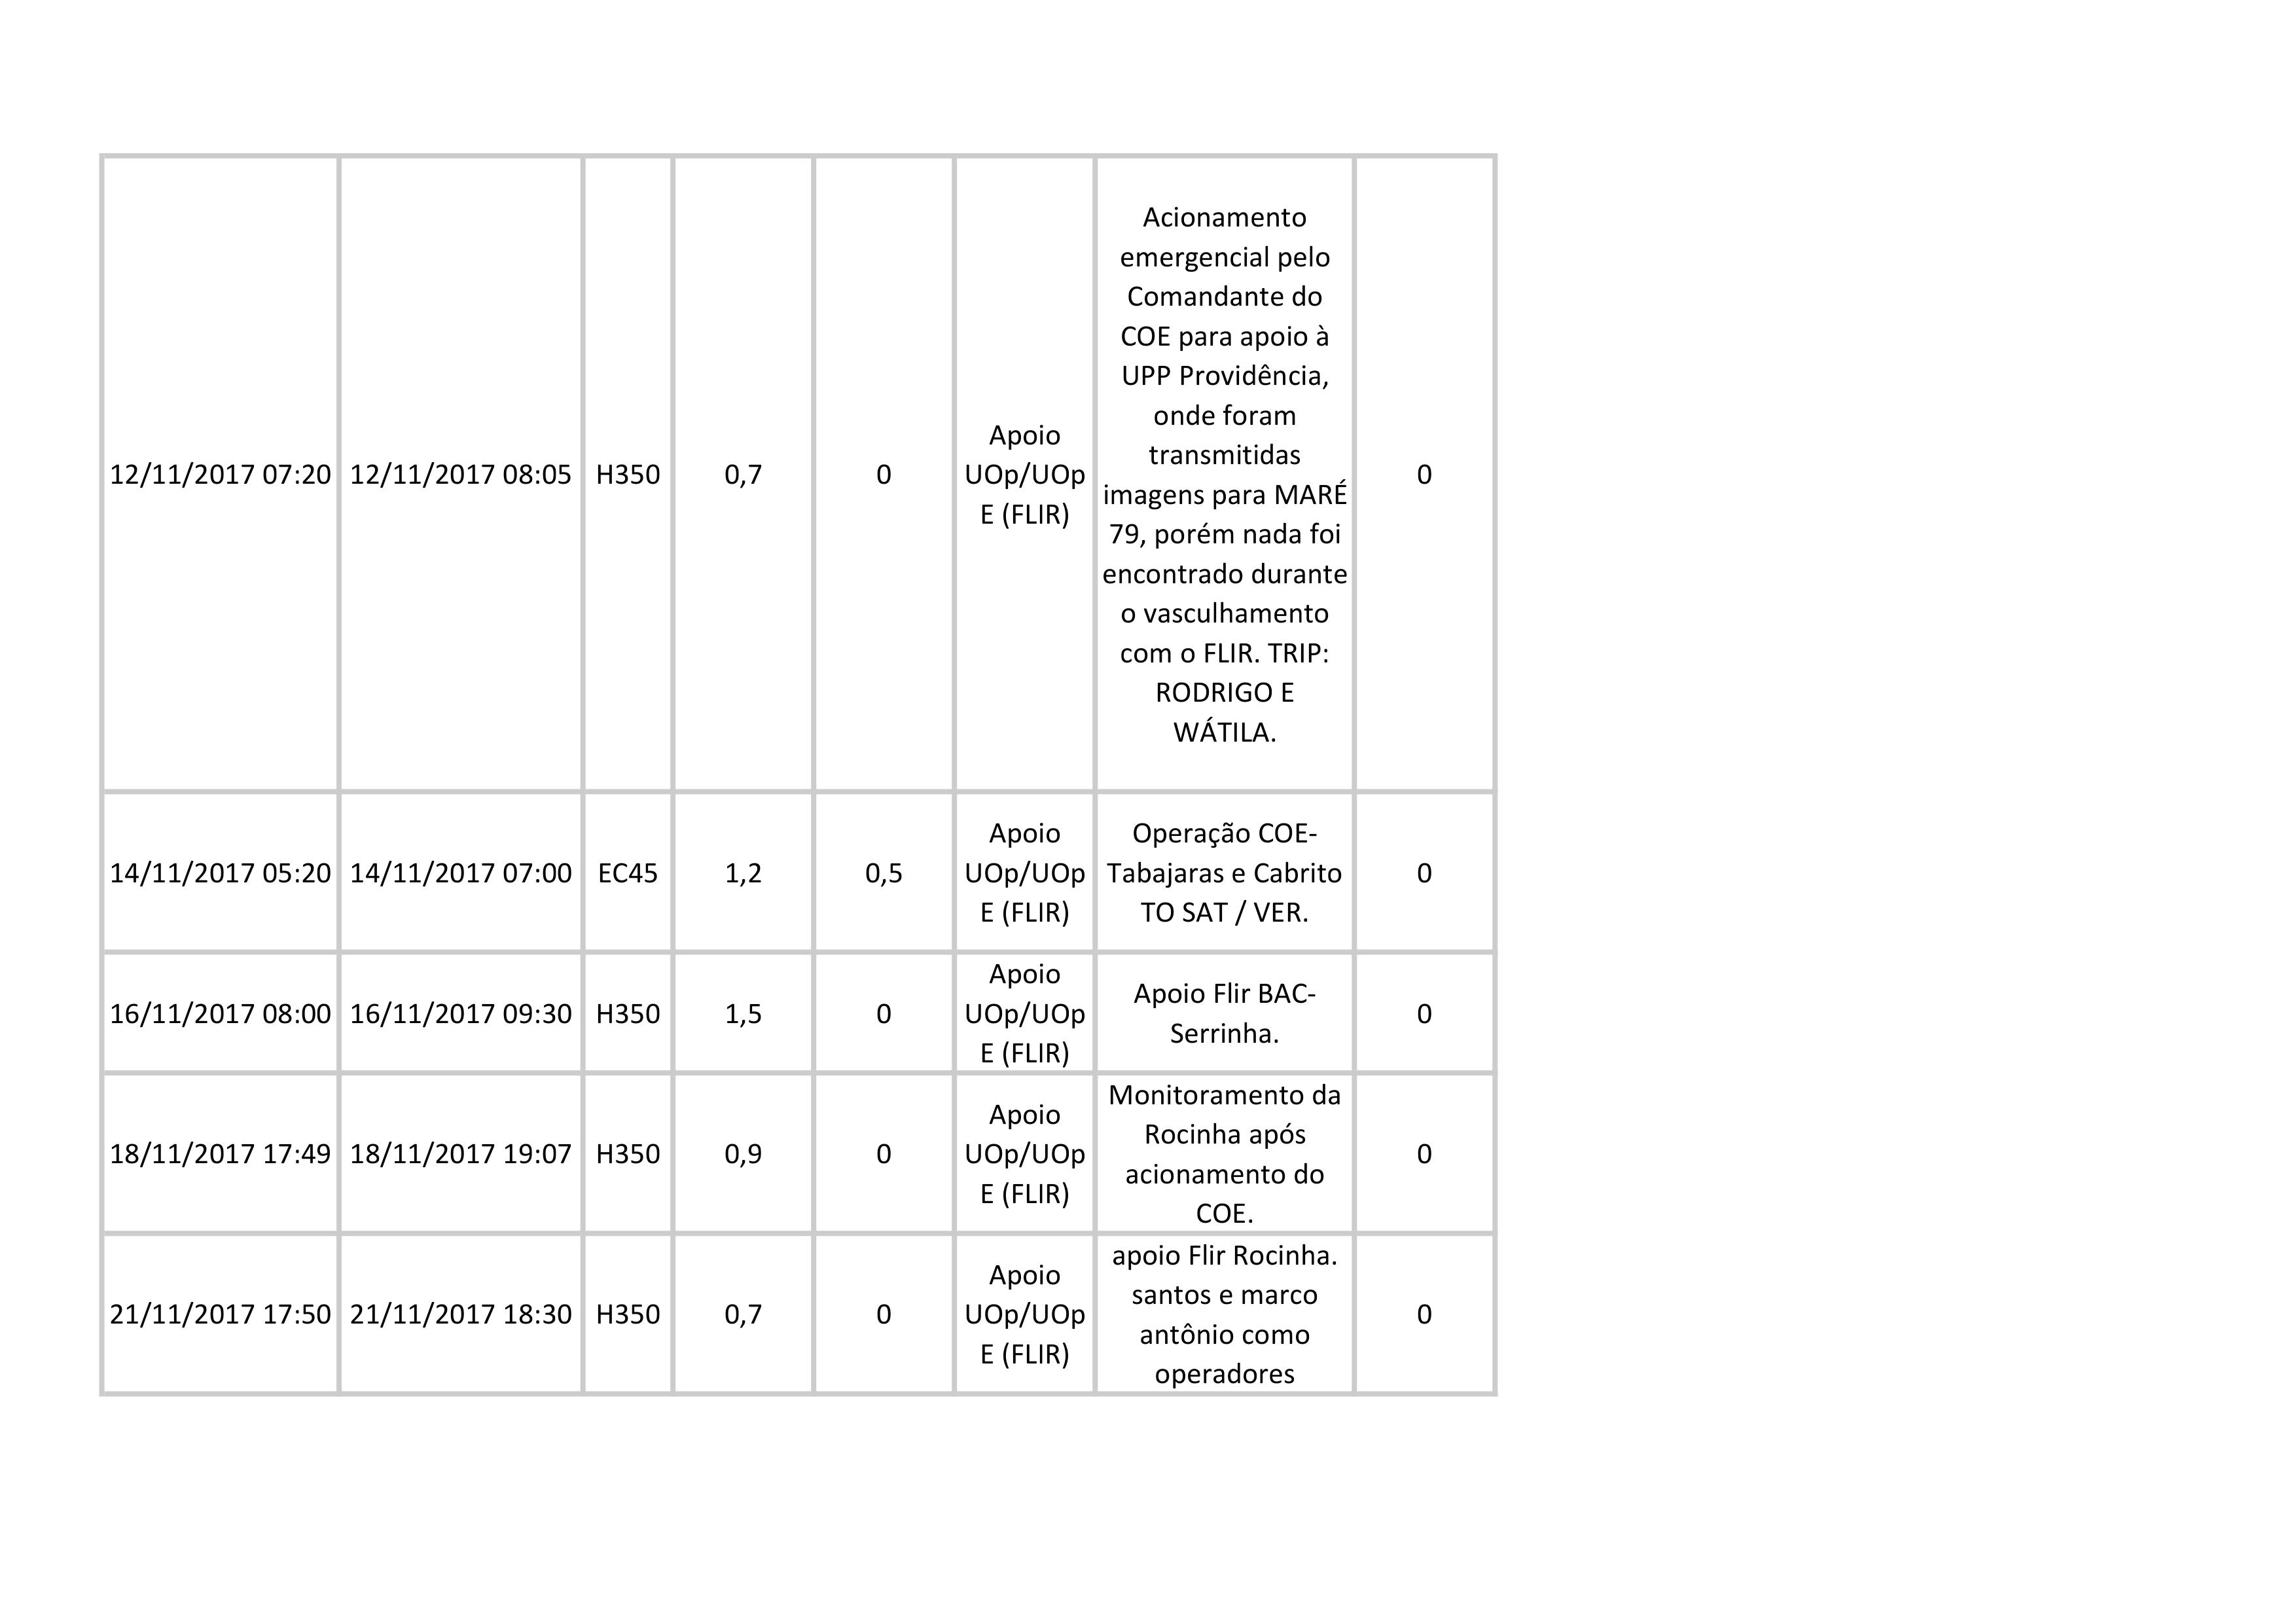 12/11/2017 07:20
12/11/2017 08:05
H350
0,7
0
Apoio
UOp/UOp
E (FLIR)
Acionamento
emergencial pelo
Comandante do
COE para apoio à
UPP Providência,
onde foram
transmitidas
imagens para MARÉ
79, porém nada foi
encontrado durante
o vasculhamento
com o FLIR. TRIP:
RODRIGO E
WÁTILA.
0
14/11/2017 05:20
14/11/2017 07:00
EC45
1,2
0,5
Apoio
UOp/UOp
E (FLIR)
Operação COE-
Tabajaras e Cabrito
TO SAT / VER.
0
16/11/2017 08:00
16/11/2017 09:30
H350
1,5
0
Apoio
UOp/UOp
E (FLIR)
Apoio Flir BAC-
Serrinha.
0
18/11/2017 17:49
18/11/2017 19:07
H350
0,9
0
Apoio
UOp/UOp
E (FLIR)
Monitoramento da
Rocinha após
acionamento do
COE.
0
21/11/2017 17:50
21/11/2017 18:30
H350
0,7
0
Apoio
UOp/UOp
E (FLIR)
apoio Flir Rocinha.
santos e marco
antônio como
operadores
0